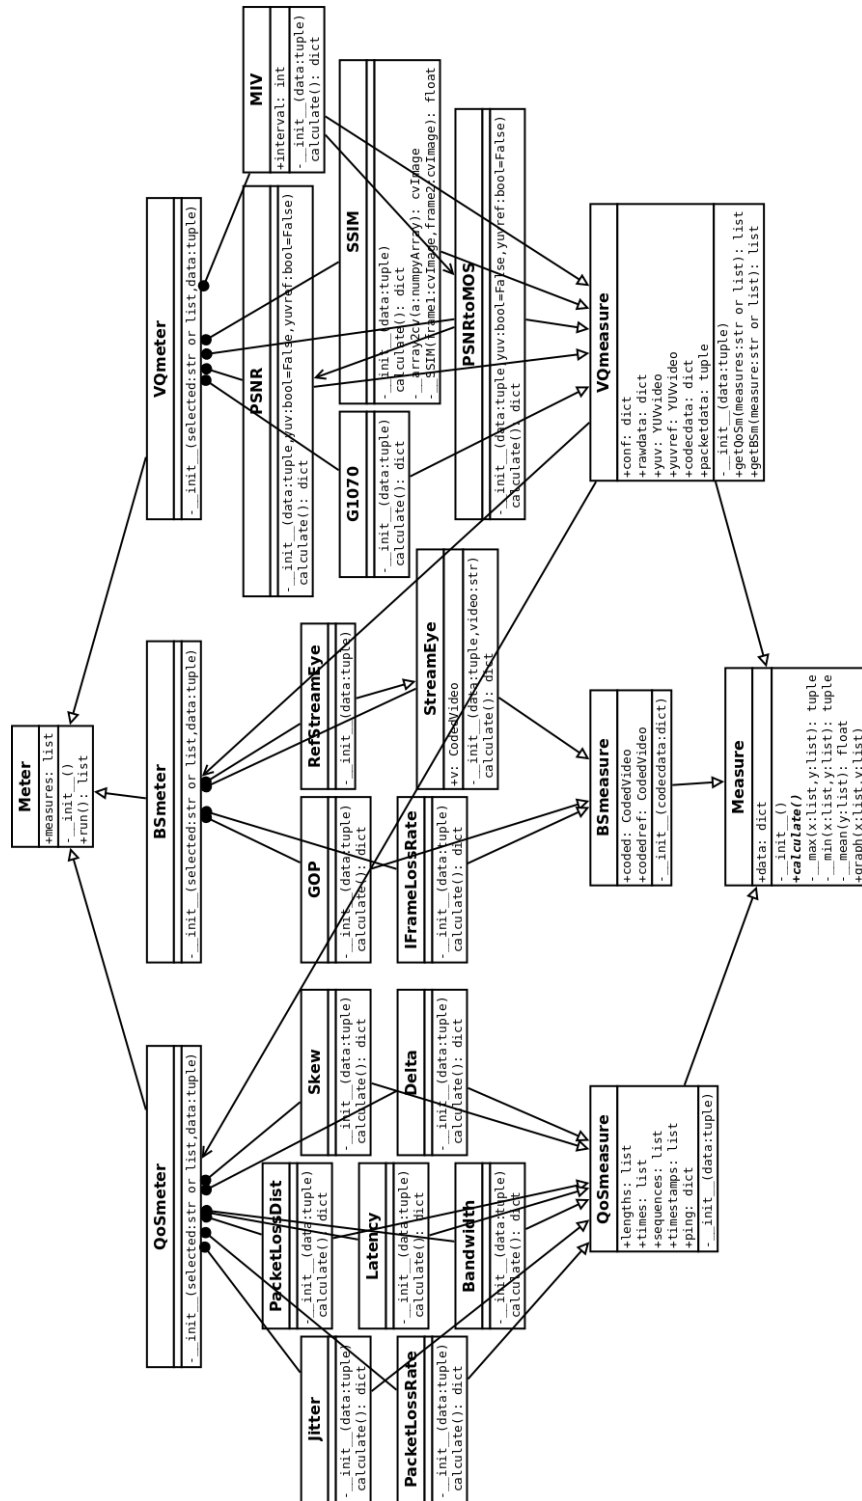 Meter
+measures: list
-__init__()
+run(): list
QoSmeter
-__init__(selected:str or list,data:tuple)
BSmeter
-__init__(selected:str or list,data:tuple)
VQmeter
-__init__(selected:str or list,data:tuple)
Jitter
-__init__(data:tuple)
calculate(): dict
PacketLossRate
-__init__(data:tuple)
calculate(): dict
PacketLossDist
-__init__(data:tuple)
calculate(): dict
Latency
-__init__(data:tuple)
calculate(): dict
Bandwidth
-__init__(data:tuple)
calculate(): dict
Skew
-__init__(data:tuple)
calculate(): dict
Delta
-__init__(data:tuple)
calculate(): dict
GOP
-__init__(data:tuple)
calculate(): dict
IFrameLossRate
-__init__(data:tuple)
calculate(): dict
RefStreamEye
-__init__(data:tuple)
StreamEye
+v: CodedVideo
-__init__(data:tuple,video:str)
calculate(): dict
PSNR
-__init__(data:tuple,yuv:bool=False,yuvref:bool=False)
calculate(): dict
G1070
-__init__(data:tuple)
calculate(): dict
SSIM
-__init__(data:tuple)
calculate(): dict
-__array2cv(a:numpyArray): cvImage
-__SSIM(frame1:cvImage,frame2:cvImage): float
MIV
+interval: int
-__init__(data:tuple)
calculate(): dict
PSNRtoMOS
-__init__(data:tuple,yuv:bool=False,yuvref:bool=False)
calculate(): dict
QoSmeasure
+lengths: list
+times: list
+sequences: list
+timestamps: list
+ping: dict
-__init__(data:tuple)
BSmeasure
+coded: CodedVideo
+codedref: CodedVideo
-__init__(codecdata:dict)
VQmeasure
+conf: dict
+rawdata: dict
+yuv: YUVvideo
+yuvref: YUVvideo
+codecdata: dict
+packetdata: tuple
-__init__(data:tuple)
+getQoSm(measures:str or list): list
+getBSm(measure:str or list): list
Measure
+data: dict
-__init__()
+calculate()
-__max(x:list,y:list): tuple
-__min(x:list,y:list): tuple
-__mean(y:list): float
+graph(x:list,y:list)